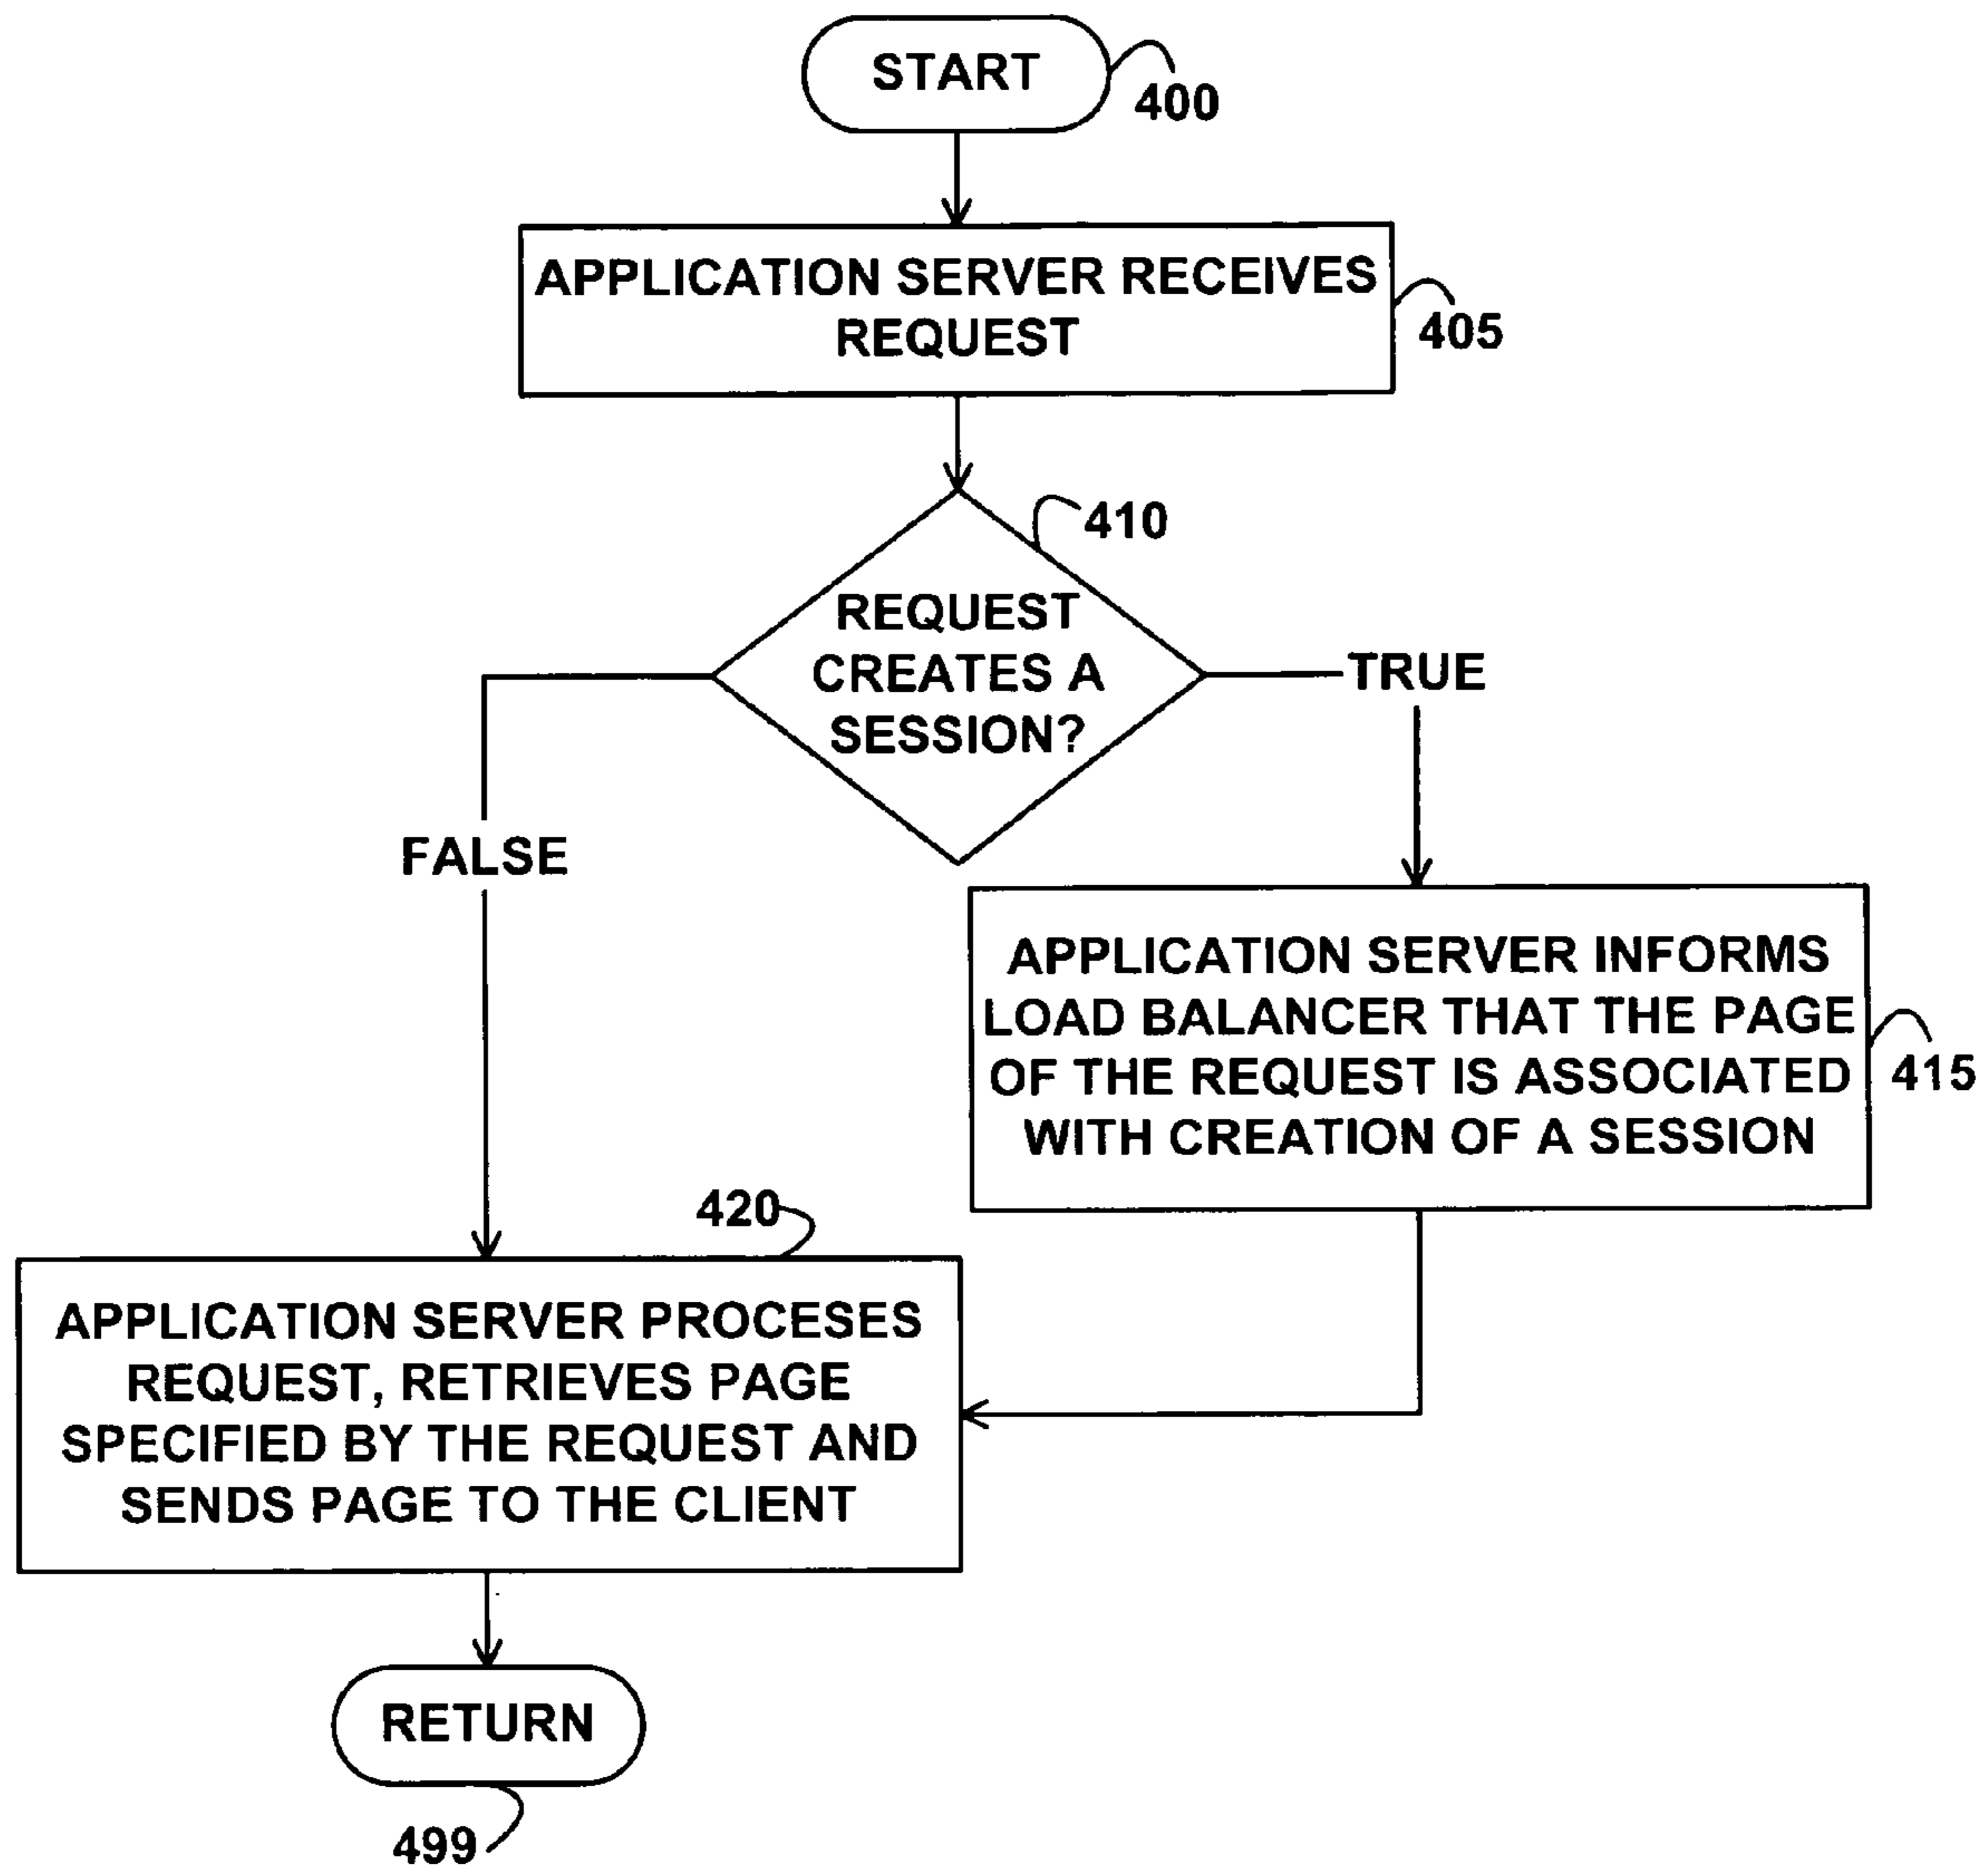 START
400
APPLICATION SERVER RECEIVES
REQUEST
405
410
REQUEST
CREATES A
SESSION?
TRUE
FALSE
APPLICATION SERVER INFORMS
LOAD BALANCER THAT THE PAGE
OF THE REQUEST IS ASSOCIATED
WITH CREATION OF A SESSION
415
420
APPLICATION SERVER PROCESES
REQUEST, RETRIEVES PAGE
SPECIFIED BY THE REQUEST AND
SENDS PAGE TO THE CLIENT
RETURN
499